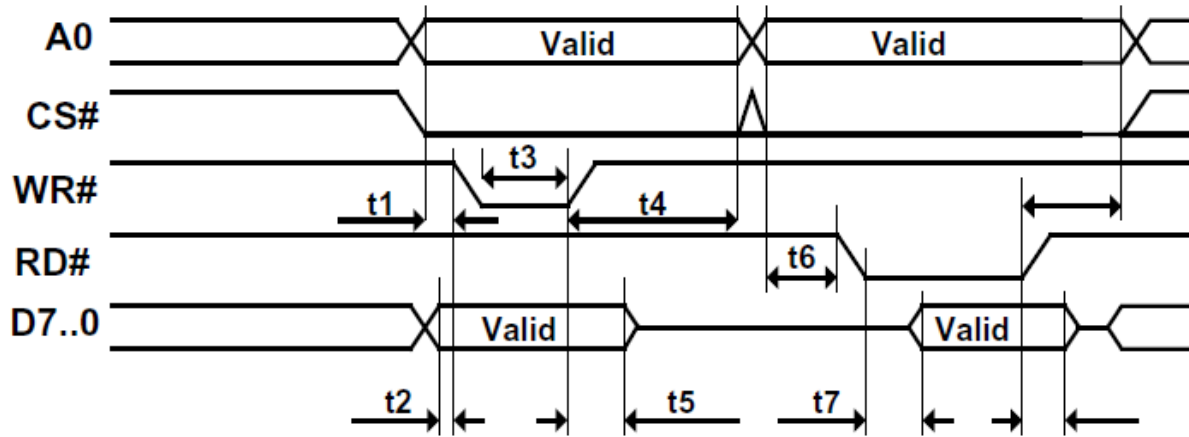 A0 Valid Valid
CS#
WR# t3
t1 t4
RD# t6
D7..0 Valid Valid
t2 t5 t7